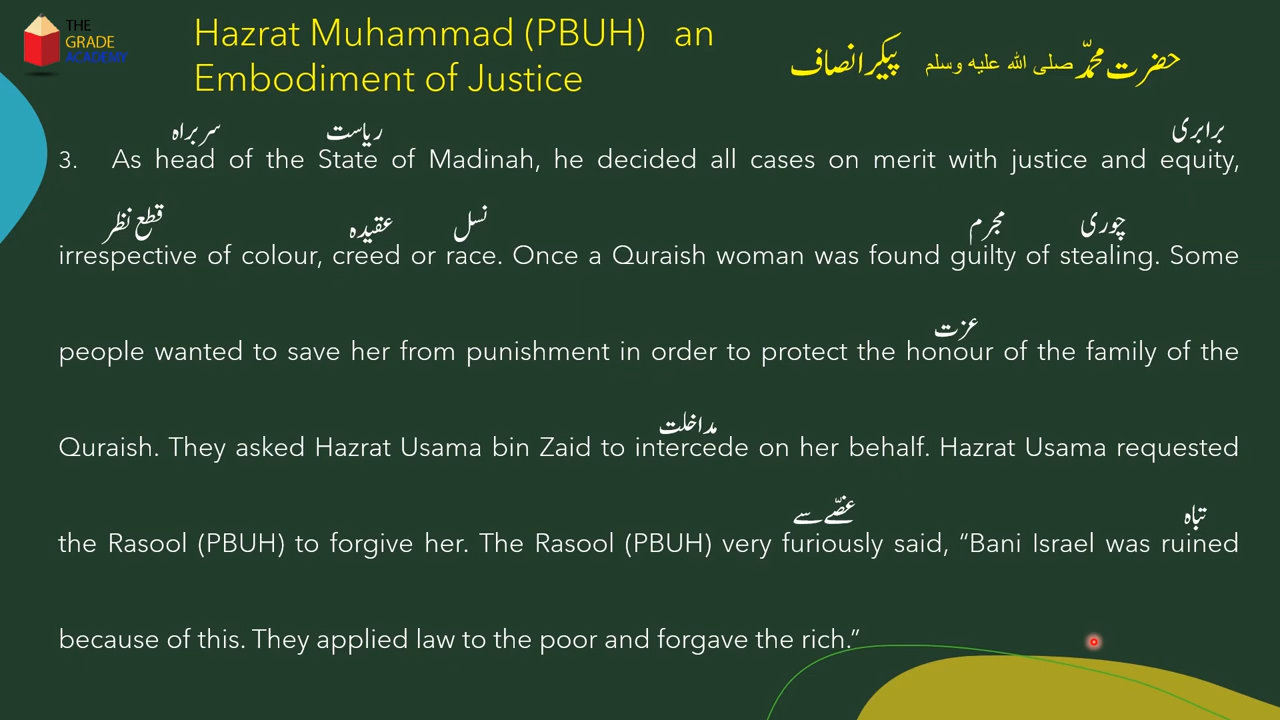 THE
GRADE
ACADEMY
Hazrat Muhammad (PBUH) an
Embodiment of Justice
حضرت محمّد صلی اللہ علیہ وسلم پیکرِ انصاف
سربراہ ریاست برابری
3. As head of the State of Madinah, he decided all cases on merit with justice and equity,
قطع نظر عقیدہ نسل مجرم چوری
irrespective of colour, creed or race. Once a Quraish woman was found guilty of stealing. Some
عزت
people wanted to save her from punishment in order to protect the honour of the family of the
مداخلت
Quraish. They asked Hazrat Usama bin Zaid to intercede on her behalf. Hazrat Usama requested
غصّے سے تباہ
the Rasool (PBUH) to forgive her. The Rasool (PBUH) very furiously said, “Bani Israel was ruined
because of this. They applied law to the poor and forgave the rich.”